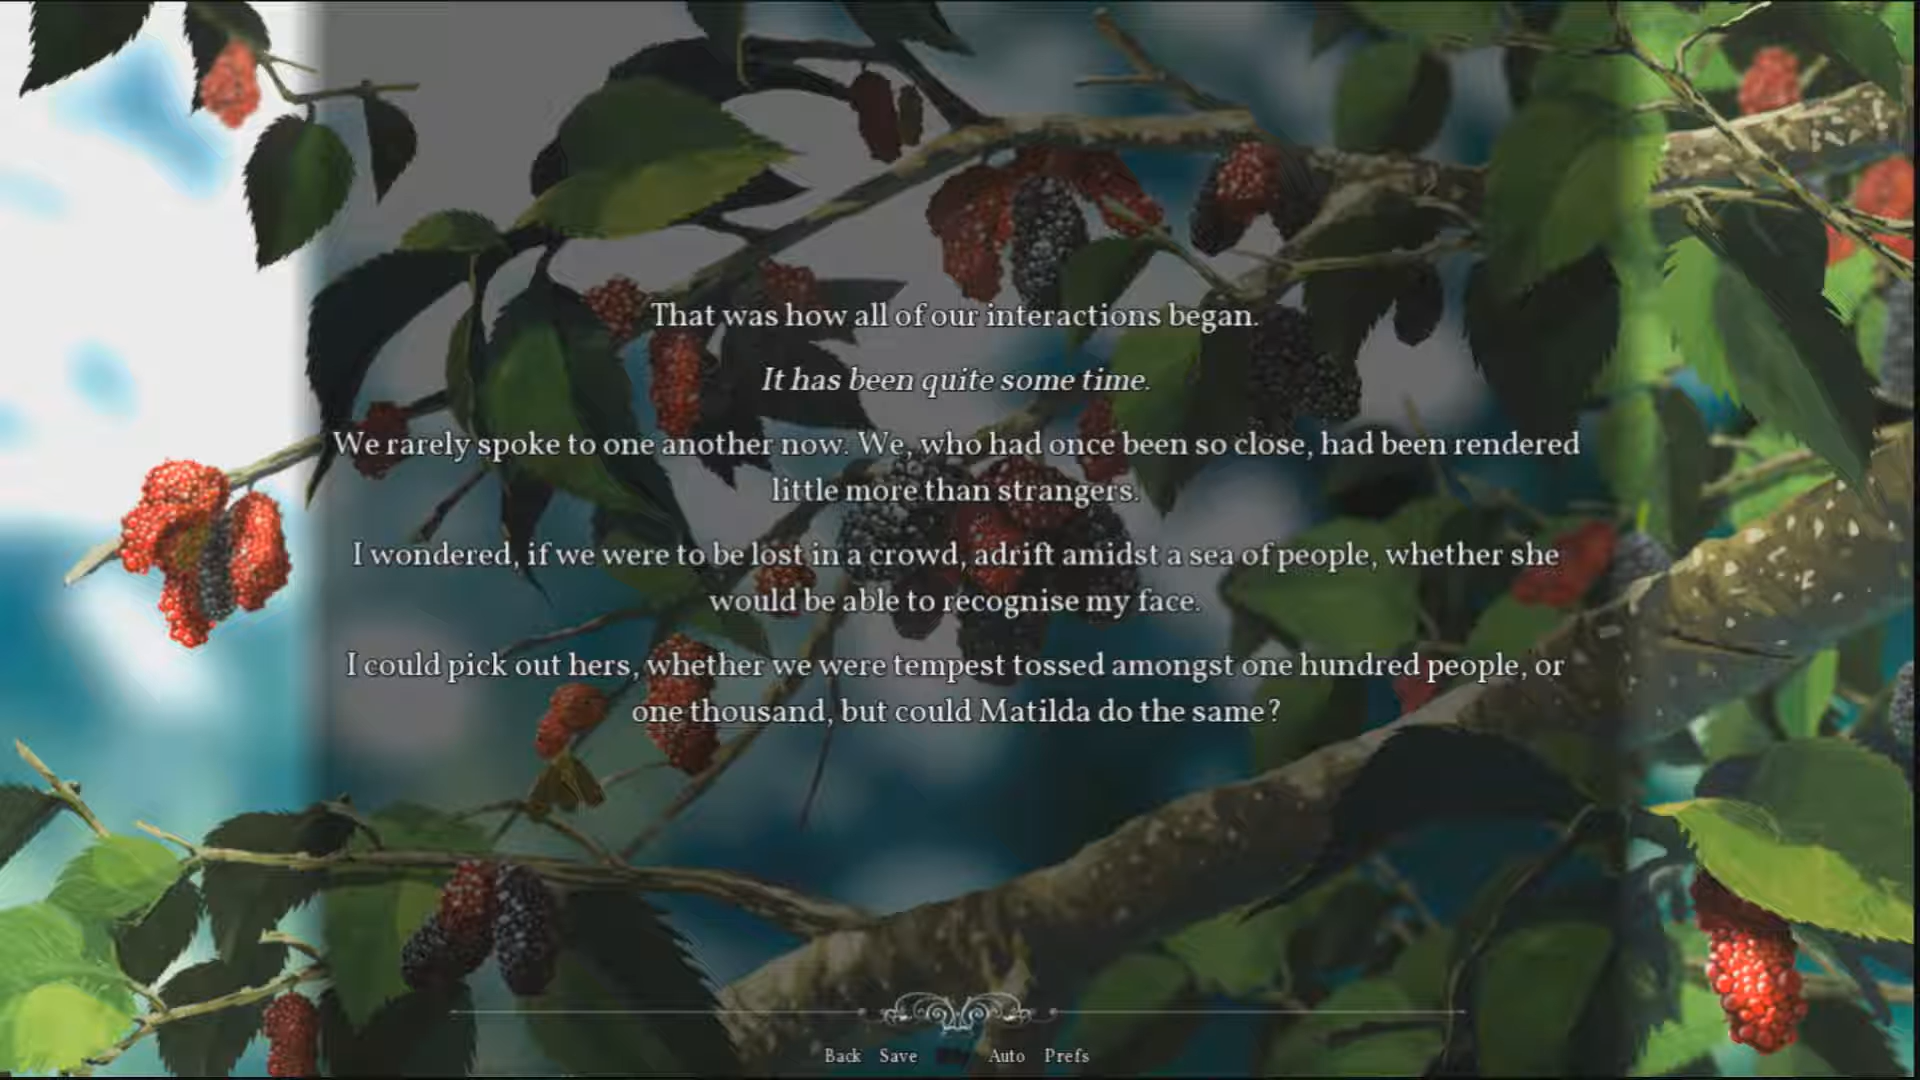 That was how all of our interactions began.
It has been quite some time.
We rarely spoke to one another now. We, who had once been so close, had been rendered
little more than strangers.
I wondered, if we were to be lost in a crowd, adrift amidst a sea of people, whether she
would be able to recognise my face.
I could pick out hers, whether we were tempest tossed amongst one hundred people, or
one thousand, but could Matilda do the same?
Back Save Auto Prefs